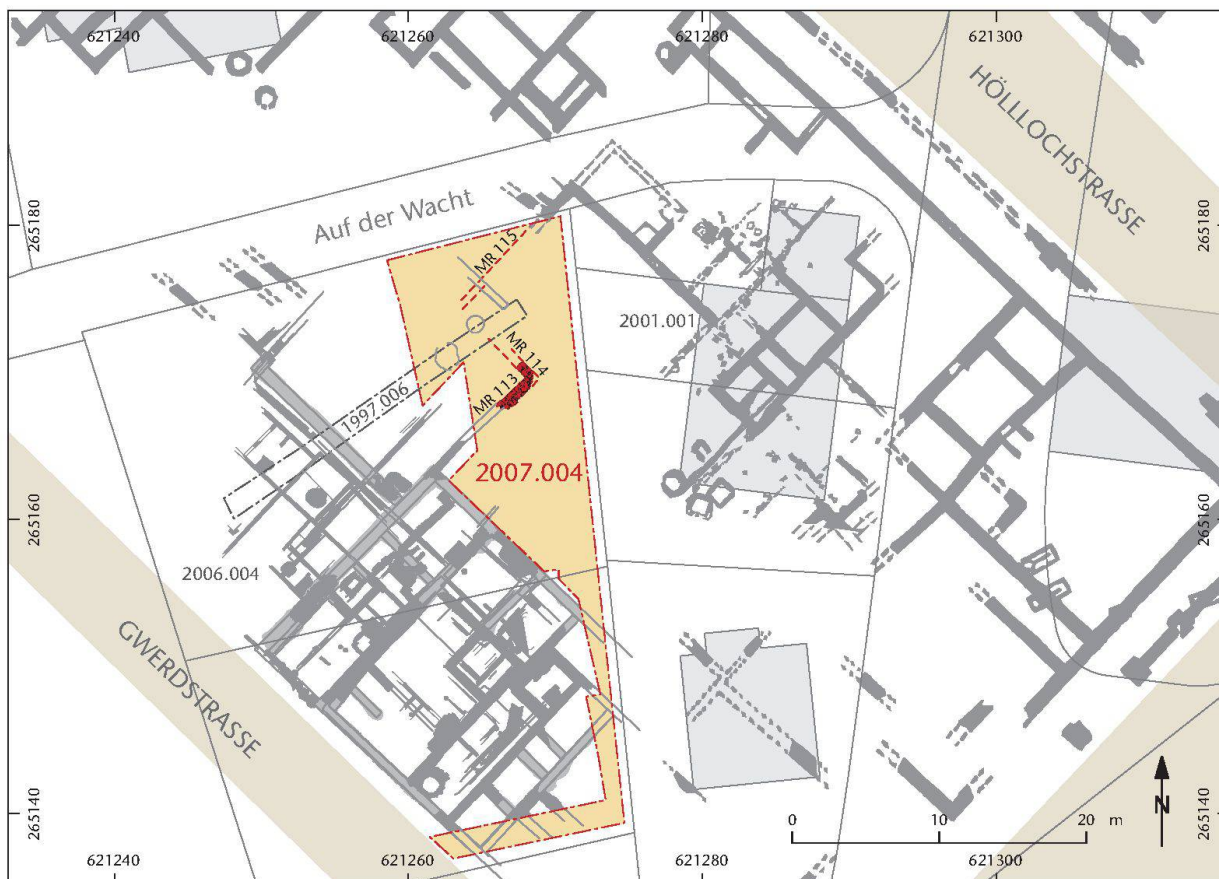 621240
621260
621280
621300
HÖLLLOCHSTRASSE
265180
Auf der Wacht
265180
MR 115
2001.001
MR 114
MR 113
1997.006
2007.004
265160
265160
2006.004
GWERDSTRASSE
265140
265140
0 10 20 m
N
621240
621260
621280
621300